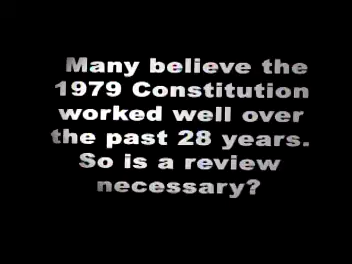 Many believe the
1979 Constitution
worked well over
the past 28 years.
So is a review
necessary?